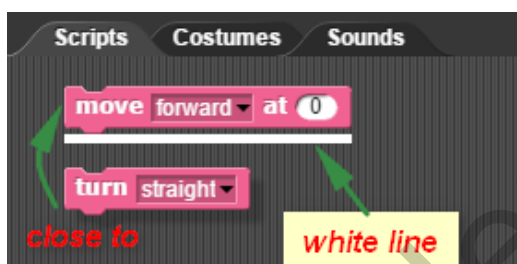 Scripts Costumes Sounds
move forward at 0
turn straight
close to
white line